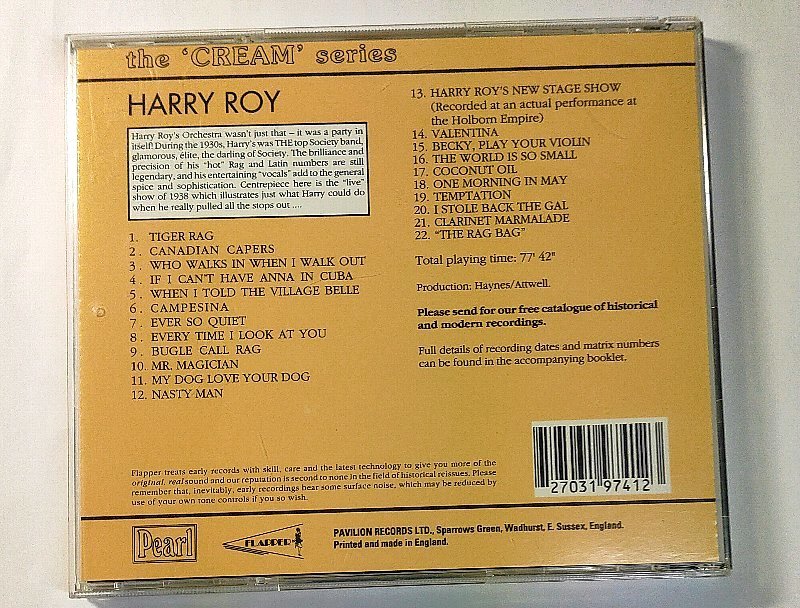 the 'CREAM' series
HARRY ROY
Harry Roy's Orchestra wasn't just that – it was a party in
itself! During the 1930s, Harry's was THE top Society band,
glamorous, élite, the darling of Society. The brilliance and
precision of his "hot" Rag and Latin numbers are still
legendary, and his entertaining "vocals" add to the general
spice and sophistication. Centrepiece here is the "live"
show of 1938 which illustrates just what Harry could do
when he really pulled all the stops out ....
1. TIGER RAG
2. CANADIAN CAPERS
3. WHO WALKS IN WHEN I WALK OUT
4. IF I CAN'T HAVE ANNA IN CUBA
5. WHEN I TOLD THE VILLAGE BELLE
6. CAMPESINA
7. EVER SO QUIET
8. EVERY TIME I LOOK AT YOU
9. BUGLE CALL RAG
10. MR. MAGICIAN
11. MY DOG LOVE YOUR DOG
12. NASTY MAN
13. HARRY ROY'S NEW STAGE SHOW
(Recorded at an actual performance at
the Holborn Empire)
14. VALENTINA
15. BECKY, PLAY YOUR VIOLIN
16. THE WORLD IS SO SMALL
17. COCONUT OIL
18. ONE MORNING IN MAY
19. TEMPTATION
20. I STOLE BACK THE GAL
21. CLARINET MARMALADE
22. "THE RAG BAG"
Total playing time: 77' 42"
Production: Haynes/Attwell.
Please send for our free catalogue of historical
and modern recordings.
Full details of recording dates and matrix numbers
can be found in the accompanying booklet.
Flapper treats early records with skill, care and the latest technology to give you more of the
original, real sound and our reputation is second to none in the field of historical reissues. Please
remember that, inevitably, early recordings bear some surface noise, which may be reduced by
use of your own tone controls if you so wish.
27031 97412
Pearl
FLAPPER
PAVILION RECORDS LTD., Sparrows Green, Wadhurst, E. Sussex, England.
Printed and made in England.